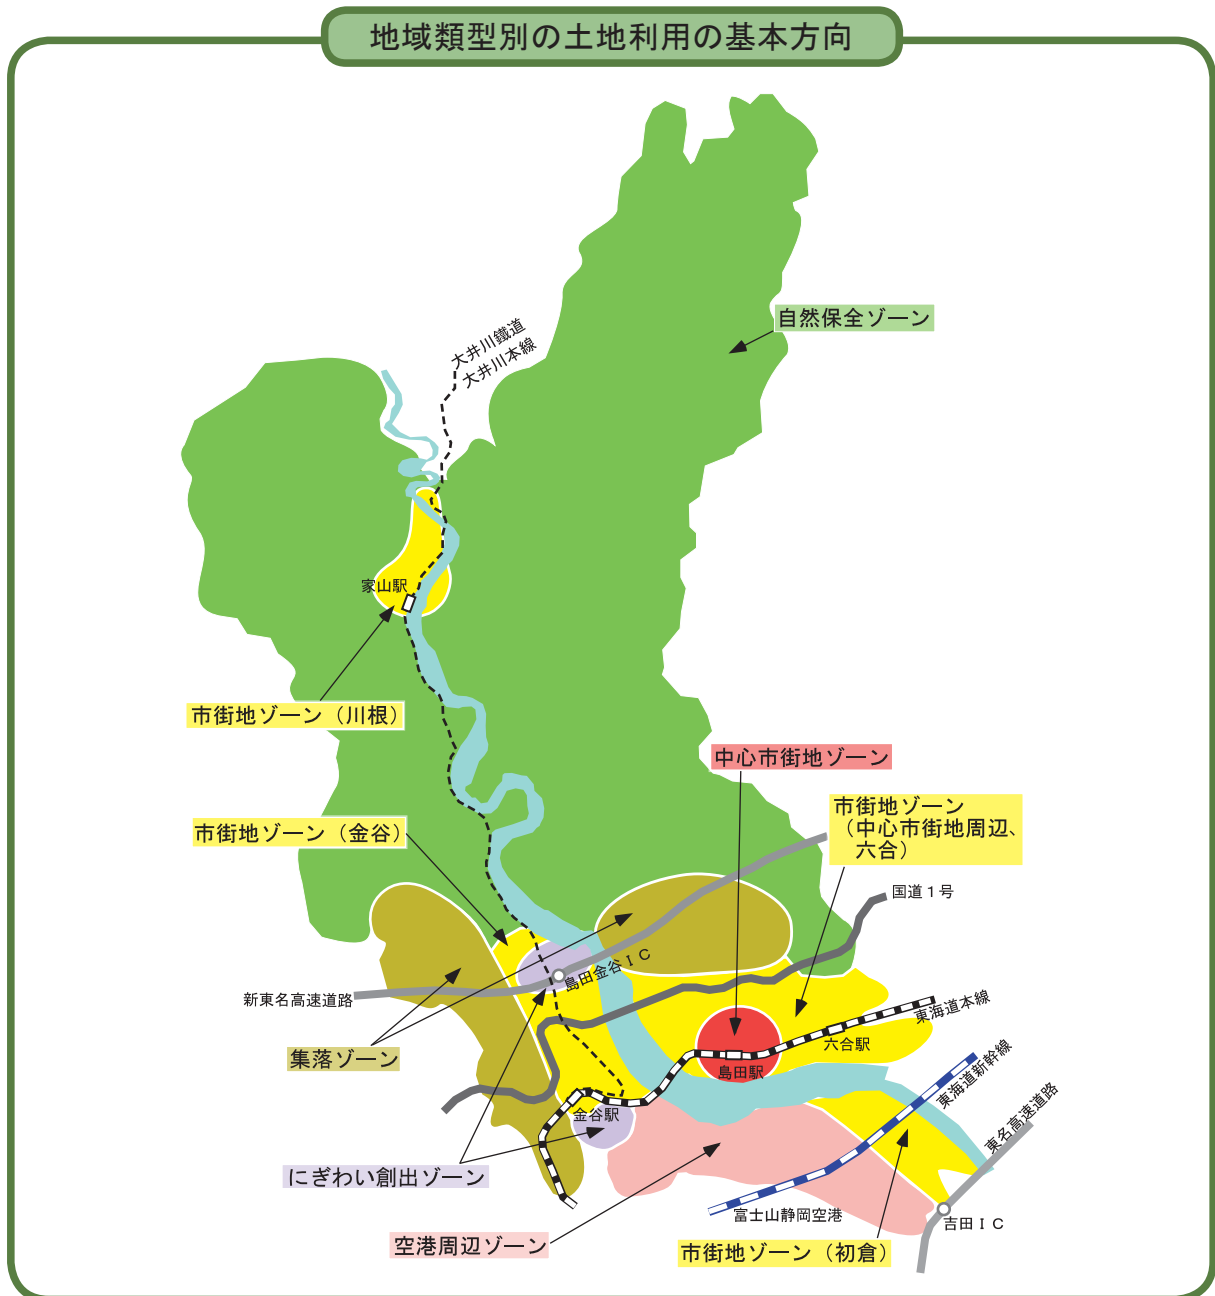 地域類型別の土地利用の基本方向
自然保全ゾーン
大井川鐵道
大井川本線
家山駅
市街地ゾーン（川根）
中心市街地ゾーン
市街地ゾーン
（中心市街地周辺、
六合）
市街地ゾーン（金谷）
国道１号
島田金谷ＩＣ
新東名高速道路
東海道本線
六合駅
集落ゾーン
島田駅
東海道新幹線
東名高速道路
金谷駅
にぎわい創出ゾーン
富士山静岡空港
吉田ＩＣ
空港周辺ゾーン
市街地ゾーン（初倉）